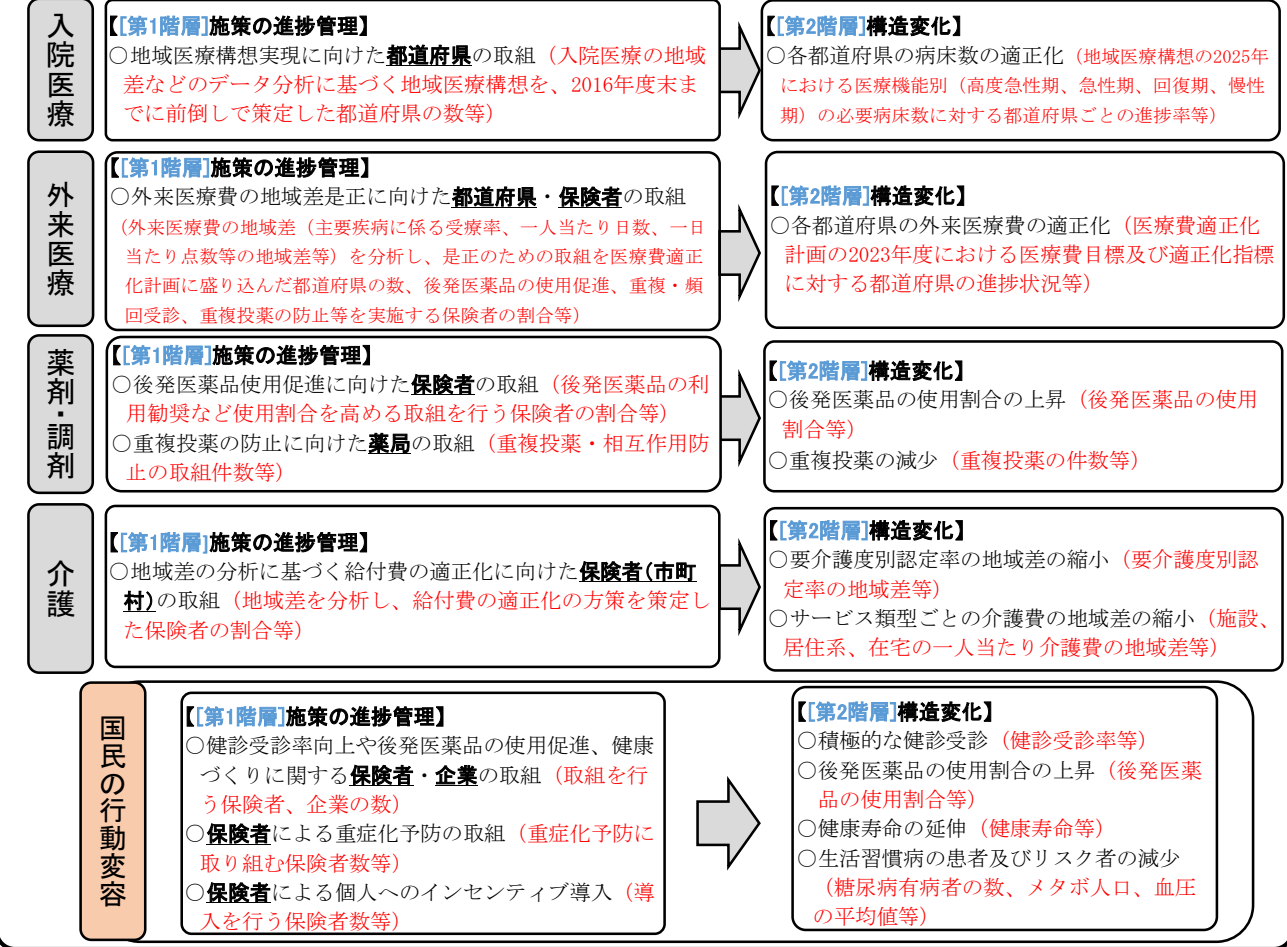 入院医療
【[第1階層]施策の進捗管理】
○地域医療構想実現に向けた都道府県の取組（入院医療の地域
差などのデータ分析に基づく地域医療構想を、2016年度末ま
でに前倒しで策定した都道府県の数等）
【[第2階層]構造変化】
○各都道府県の病床数の適正化（地域医療構想の2025年
における医療機能別（高度急性期、急性期、回復期、慢性
期）の必要病床数に対する都道府県ごとの進捗率等）
外来医療
【[第1階層]施策の進捗管理】
○外来医療費の地域差是正に向けた都道府県・保険者の取組
（外来医療費の地域差（主要疾病に係る受療率、一人当たり日数、一日
当たり点数等の地域差等）を分析し、是正のための取組を医療費適正
化計画に盛り込んだ都道府県の数、後発医薬品の使用促進、重複・頻
回受診、重複投薬の防止等を実施する保険者の割合等）
【[第2階層]構造変化】
○各都道府県の外来医療費の適正化（医療費適正化
計画の2023年度における医療費目標及び適正化指標
に対する都道府県の進捗状況等）
薬剤・調剤
【[第1階層]施策の進捗管理】
○後発医薬品使用促進に向けた保険者の取組（後発医薬品の利
用勧奨など使用割合を高める取組を行う保険者の割合等）
○重複投薬の防止に向けた薬局の取組（重複投薬・相互作用防
止の取組件数等）
【[第2階層]構造変化】
○後発医薬品の使用割合の上昇（後発医薬品の使用
割合等）
○重複投薬の減少（重複投薬の件数等）
介護
【[第1階層]施策の進捗管理】
○地域差の分析に基づく給付費の適正化に向けた保険者(市町
村)の取組（地域差を分析し、給付費の適正化の方策を策定し
た保険者の割合等）
【[第2階層]構造変化】
○要介護度別認定率の地域差の縮小（要介護度別認
定率の地域差等）
○サービス類型ごとの介護費の地域差の縮小（施設、
居住系、在宅の一人当たり介護費の地域差等）
国民の行動変容
【[第1階層]施策の進捗管理】
○健診受診率向上や後発医薬品の使用促進、健康
づくりに関する保険者・企業の取組（取組を行
う保険者、企業の数）
○保険者による重症化予防の取組（重症化予防に
取り組む保険者数等）
○保険者による個人へのインセンティブ導入（導
入を行う保険者数等）
【[第2階層]構造変化】
○積極的な健診受診（健診受診率等）
○後発医薬品の使用割合の上昇（後発医薬
品の使用割合等）
○健康寿命の延伸（健康寿命等）
○生活習慣病の患者及びリスク者の減少
（糖尿病有病者の数、メタボ人口、血圧
の平均値等）